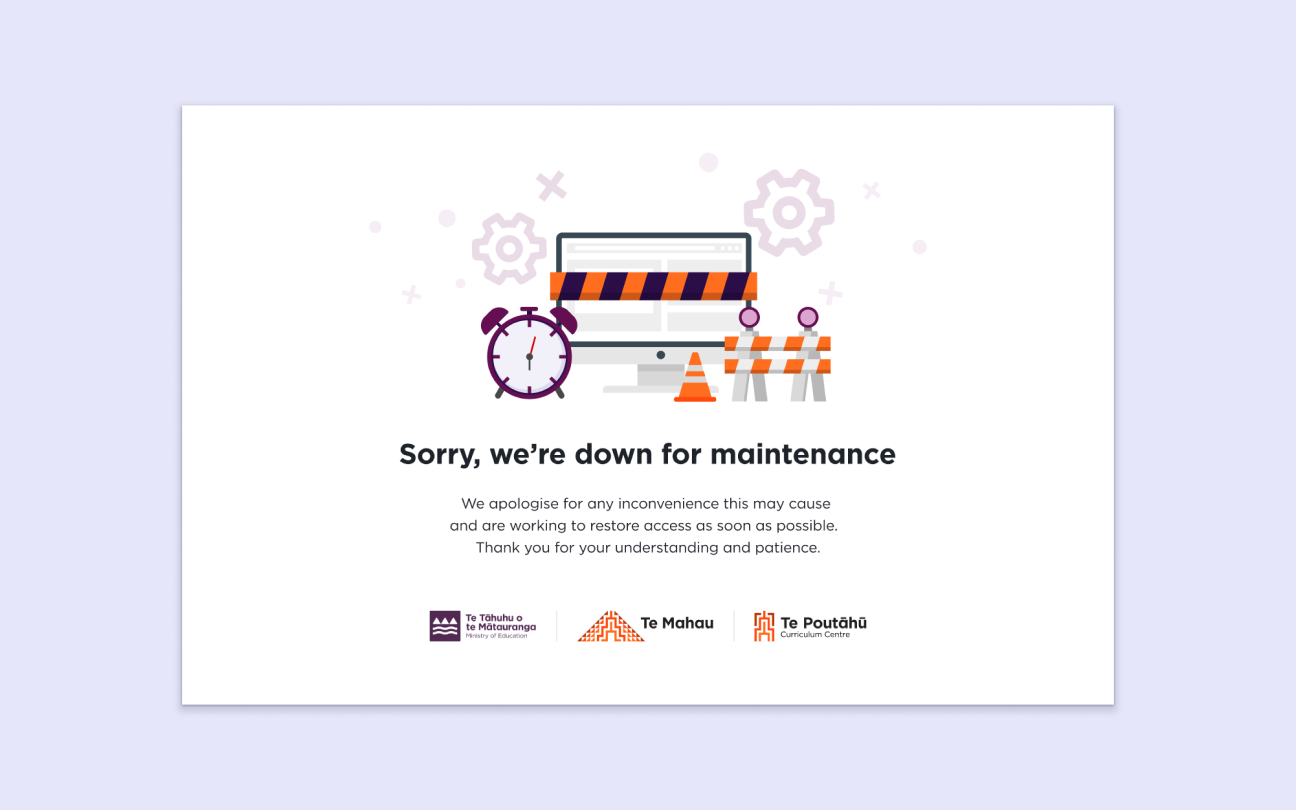 Sorry, we’re down for maintenance
We apologise for any inconvenience this may cause
and are working to restore access as soon as possible.
Thank you for your understanding and patience.
Te Tāhuhu o
te Mātauranga
Ministry of Education
Te Mahau
Te Poutāhū
Curriculum Centre